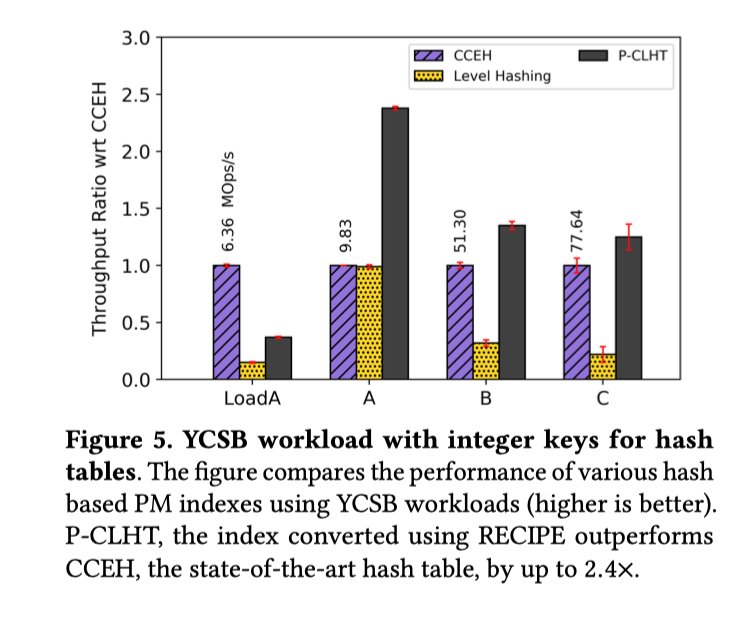 3.0
2.5
2.0
1.5
1.0
0.5
0.0
Throughput Ratio wrt CCEH
CCEH
Level Hashing
P-CLHT
6.36 MOps/s
9.83
51.30
77.64
LoadA
A
B
C
Figure 5. YCSB workload with integer keys for hash
tables. The figure compares the performance of various hash
based PM indexes using YCSB workloads (higher is better).
P-CLHT, the index converted using RECIPE outperforms
CCEH, the state-of-the-art hash table, by up to 2.4×.